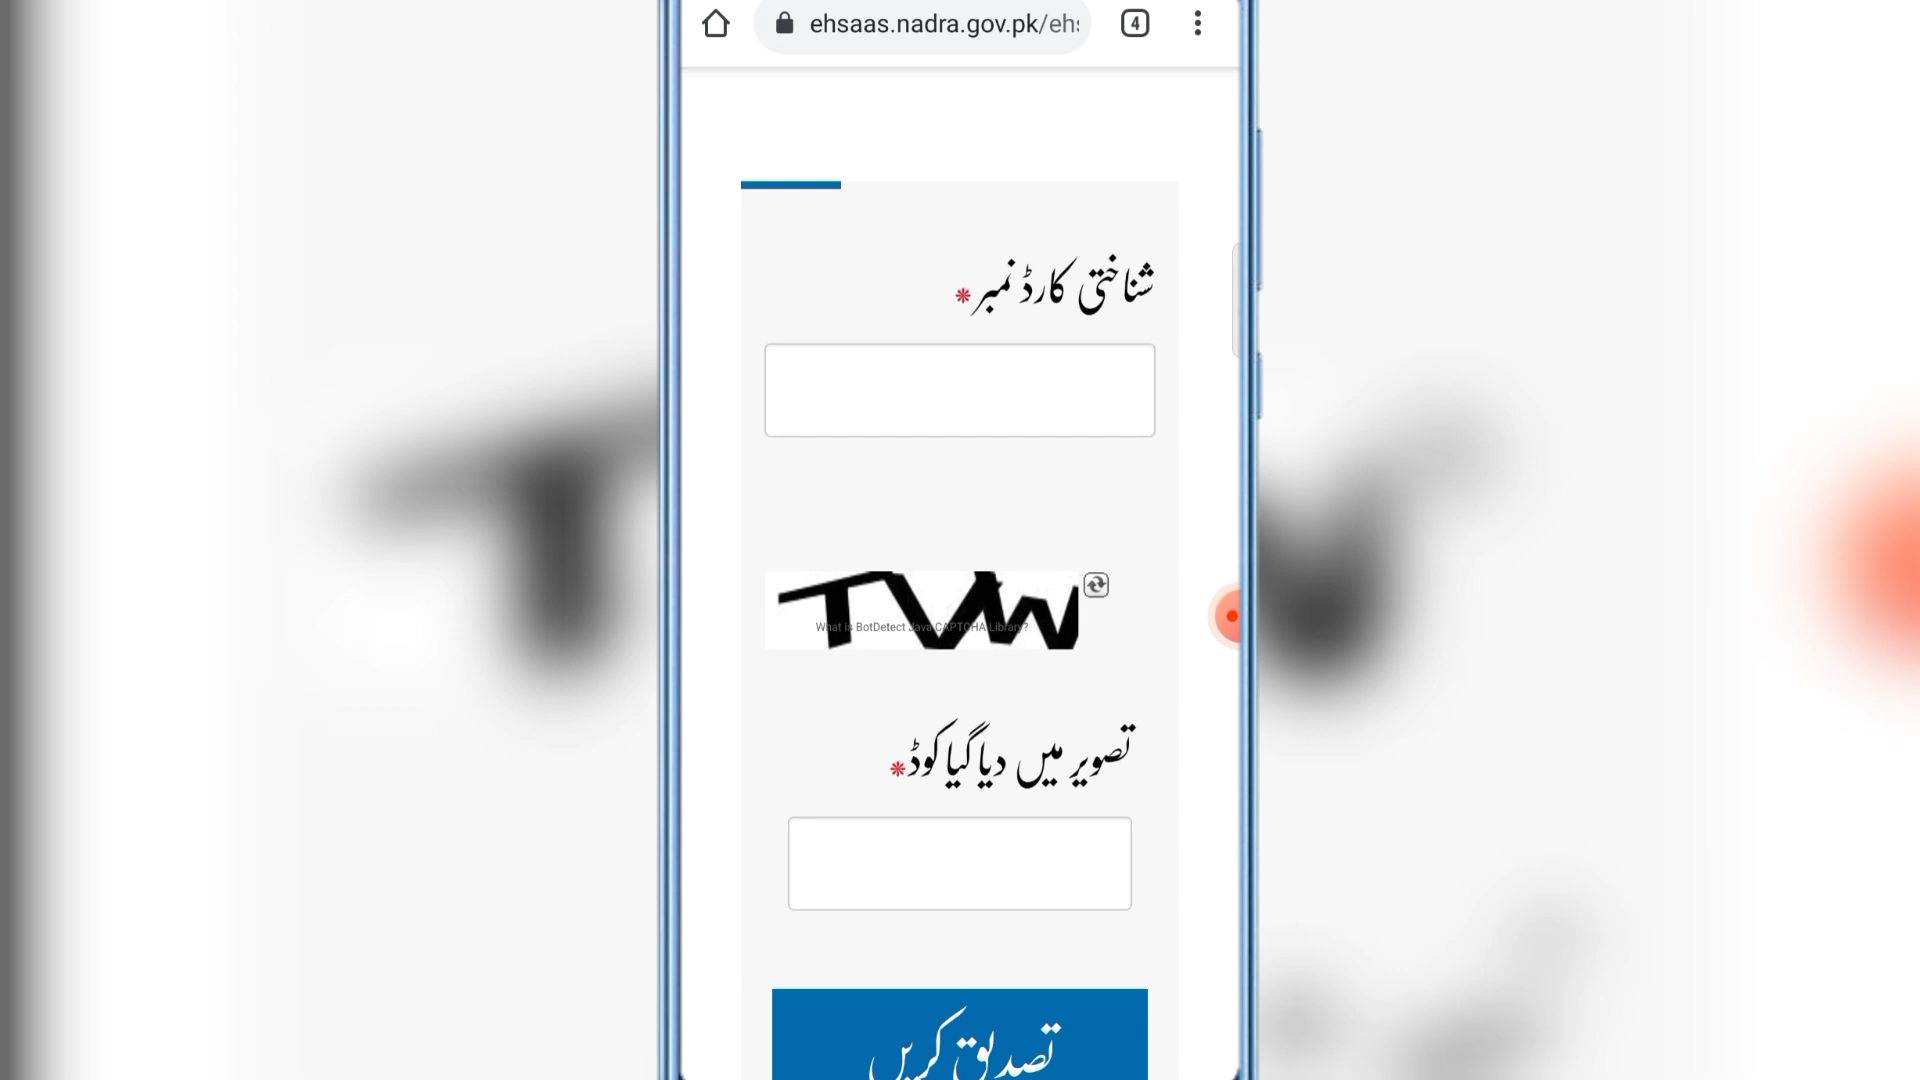 ehsaas.nadra.gov.pk/eh
4
شناختی کارڈ نمبر*
TVW
What is BotDetect Java CAPTCHA Library?
تصویر میں دیا گیا کوڈ*
تصدیق کریں